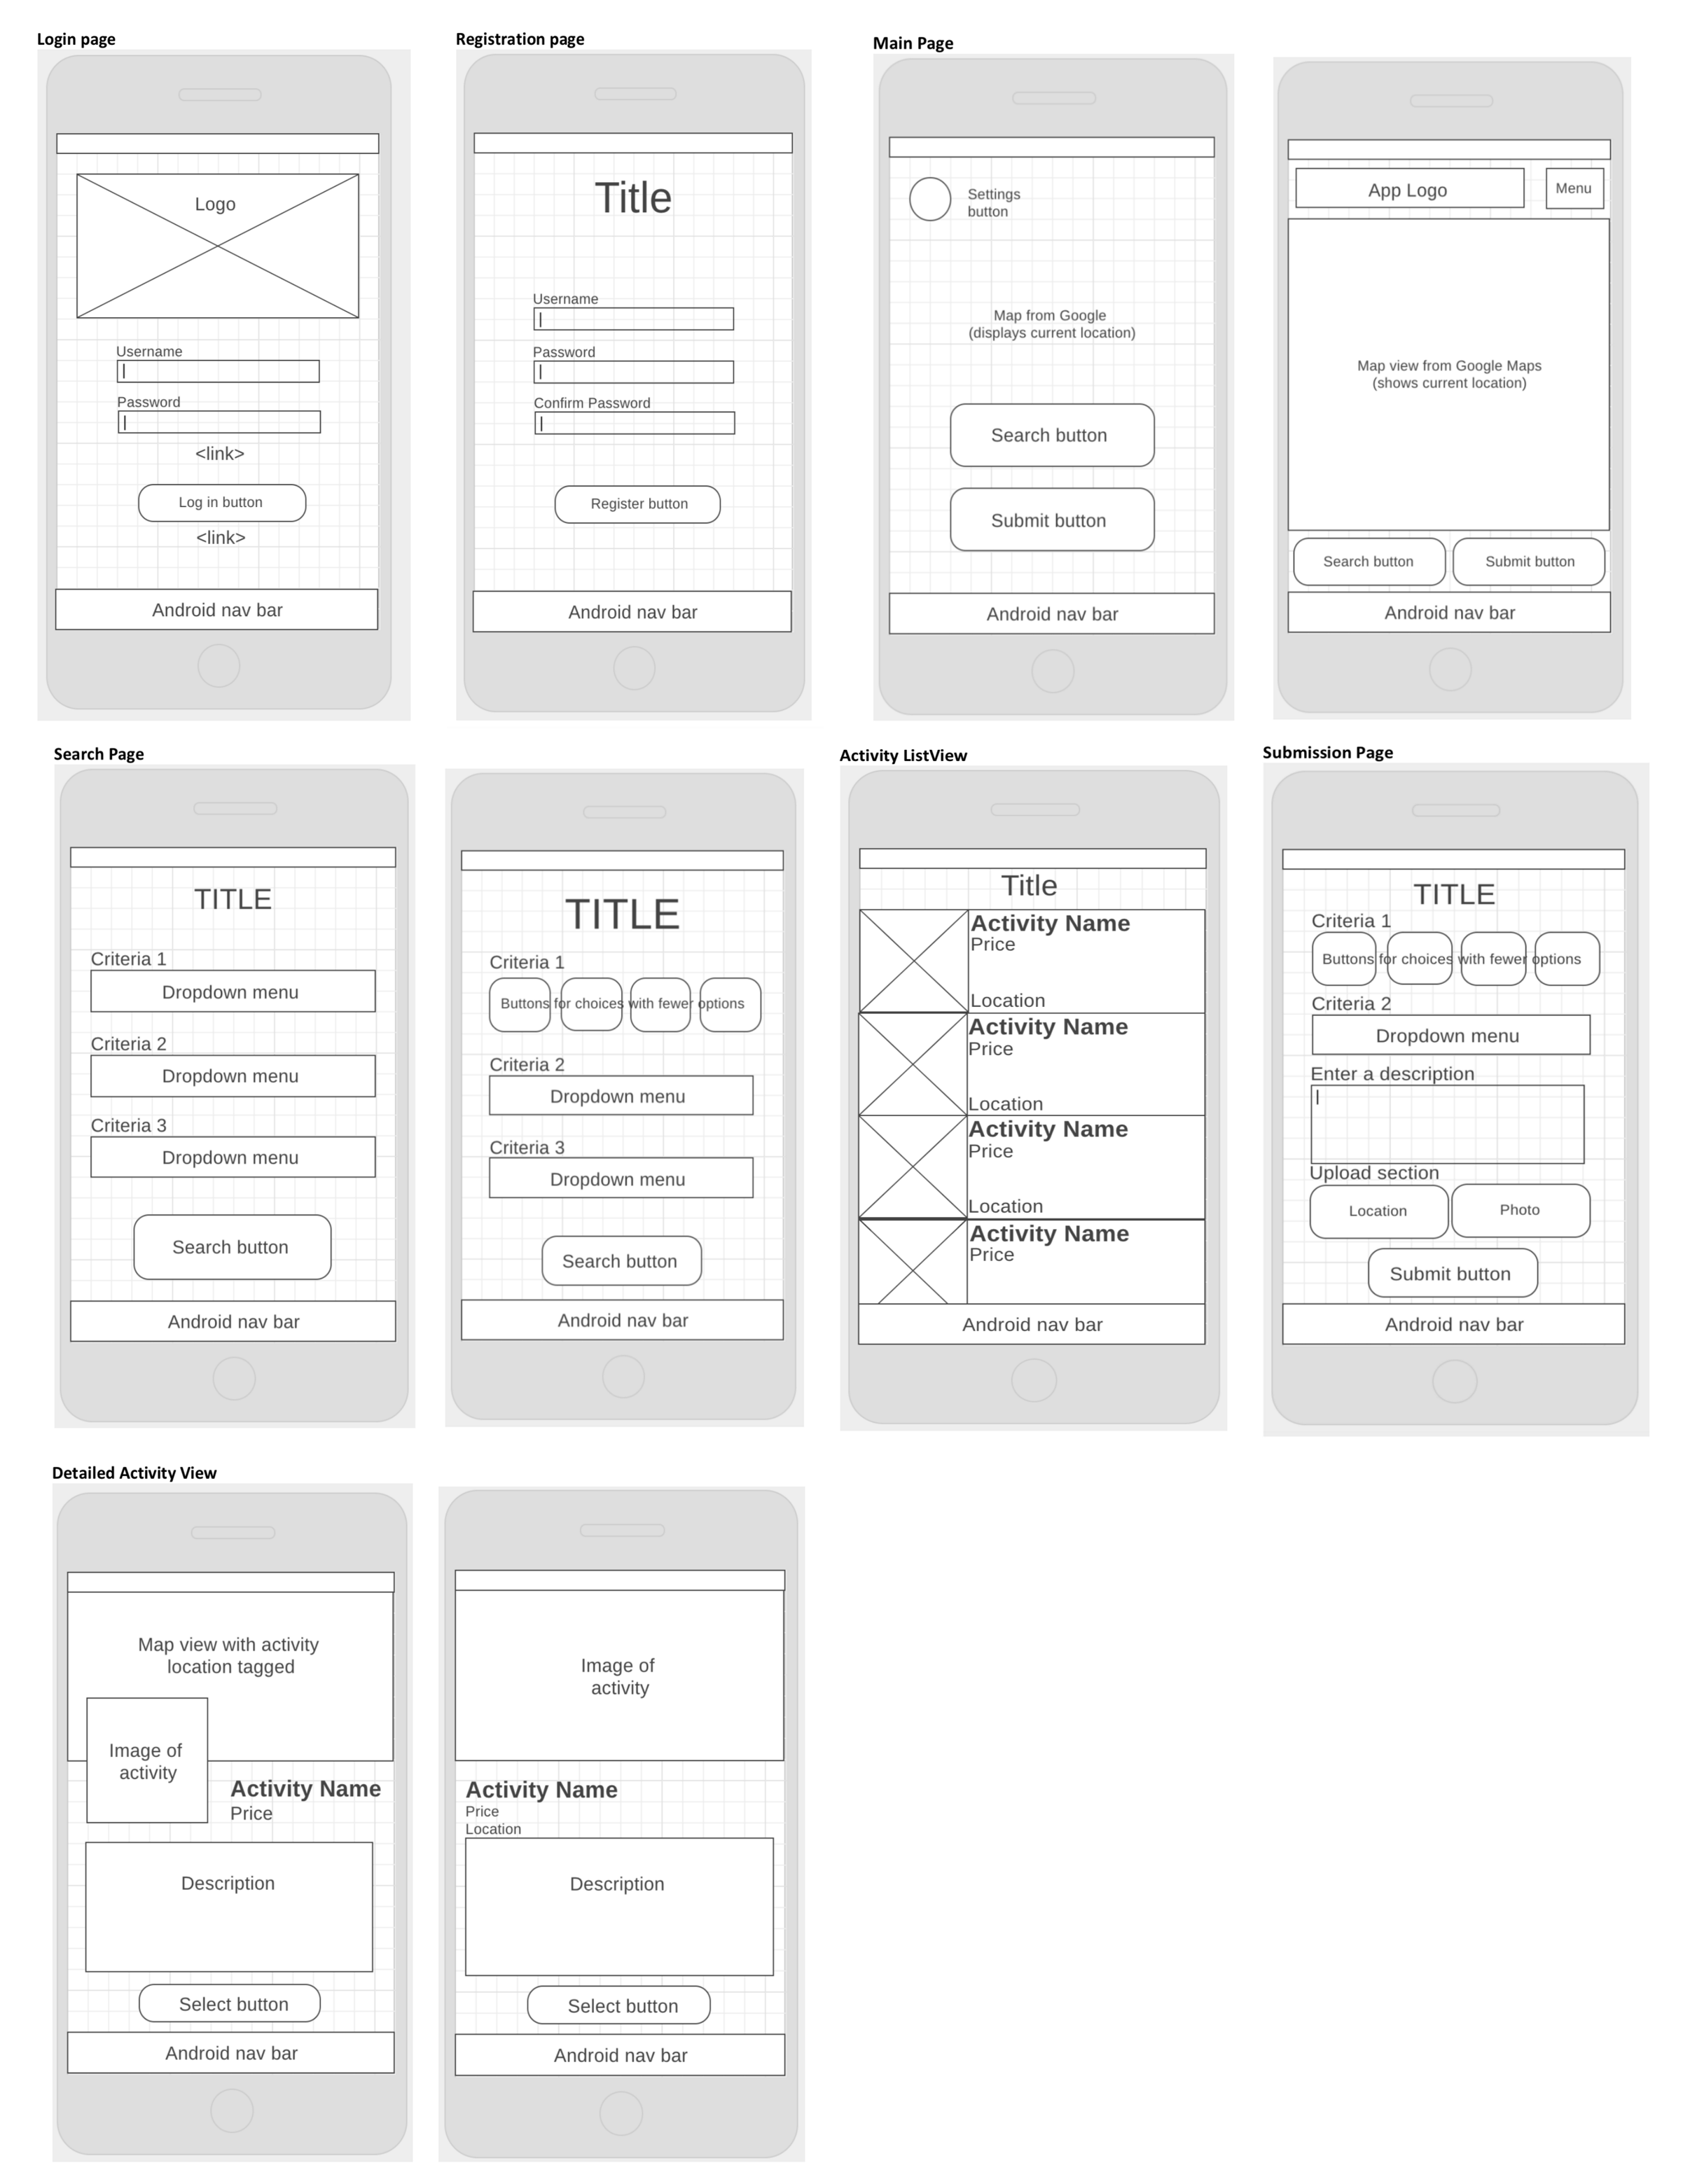 Login page
Logo
Username
Password
<link>
Log in button
<link>
Android nav bar
Registration page
Title
Username
Password
Confirm Password
Register button
Android nav bar
Main Page
Settings
button
Map from Google
(displays current location)
Search button
Submit button
Android nav bar
App Logo
Menu
Map view from Google Maps
(shows current location)
Search button
Submit button
Android nav bar
Search Page
TITLE
Criteria 1
Dropdown menu
Criteria 2
Dropdown menu
Criteria 3
Dropdown menu
Search button
Android nav bar
TITLE
Criteria 1
Buttons for choices with fewer options
Criteria 2
Dropdown menu
Criteria 3
Dropdown menu
Search button
Android nav bar
Activity ListView
Title
Activity Name
Price
Location
Activity Name
Price
Location
Activity Name
Price
Location
Activity Name
Price
Android nav bar
Submission Page
TITLE
Criteria 1
Buttons for choices with fewer options
Criteria 2
Dropdown menu
Enter a description
Upload section
Location
Photo
Submit button
Android nav bar
Detailed Activity View
Map view with activity
location tagged
Image of
activity
Activity Name
Price
Description
Select button
Android nav bar
Image of
activity
Activity Name
Price
Location
Description
Select button
Android nav bar